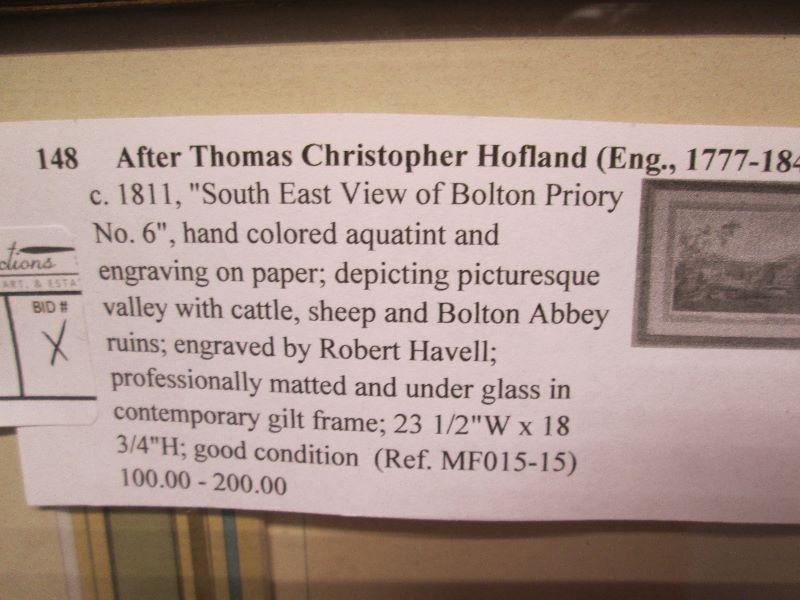 148 After Thomas Christopher Hofland (Eng., 1777-184
c. 1811, "South East View of Bolton Priory
No. 6", hand colored aquatint and
engraving on paper; depicting picturesque
valley with cattle, sheep and Bolton Abbey
ruins; engraved by Robert Havell;
professionally matted and under glass in
contemporary gilt frame; 23 1/2"W x 18
3/4"H; good condition (Ref. MF015-15)
100.00 - 200.00
ctions
ART, & ESTA
BID #
X